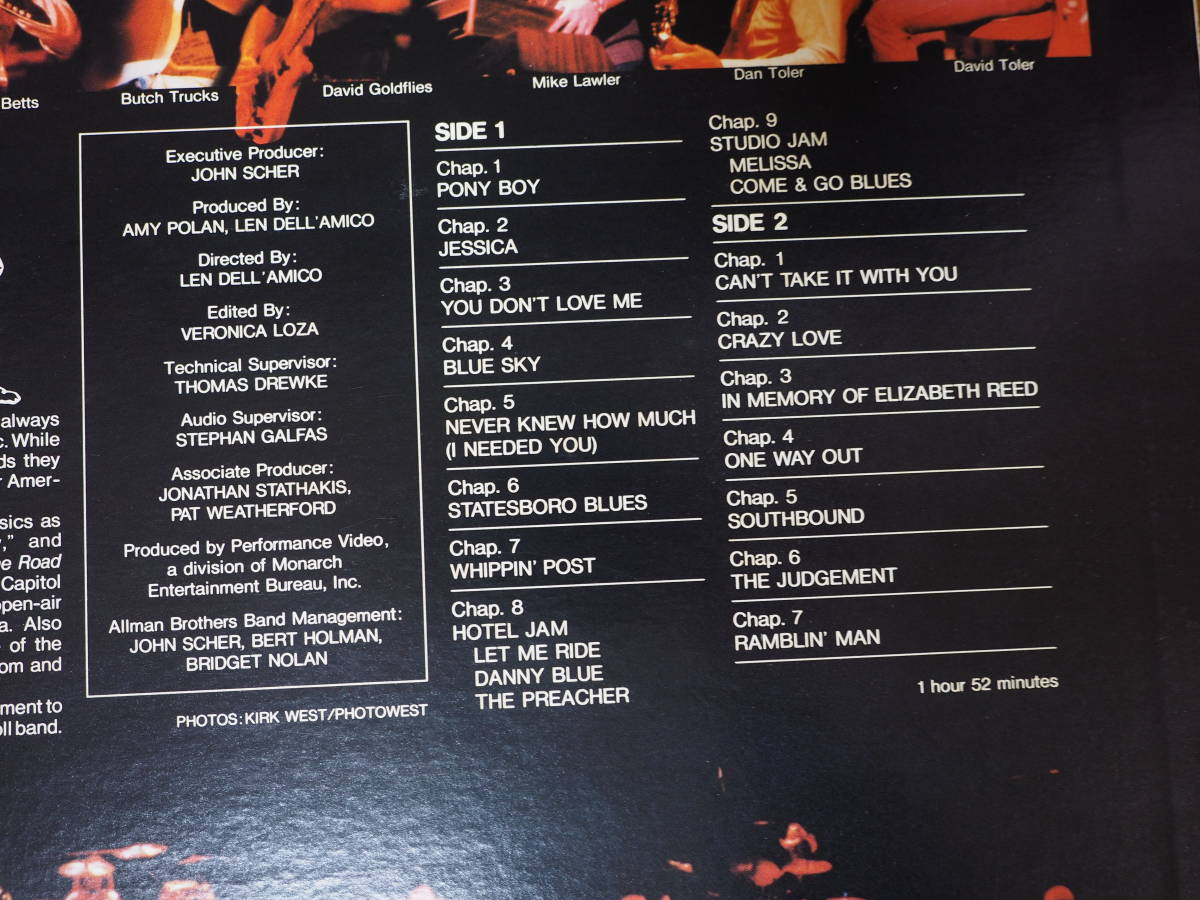 Betts
Butch Trucks
David Goldflies
Mike Lawler
Dan Toler
David Toler
always
While
they
Amer-
as
and
Road
Capitol
open-air
Also
of the
and
to
band.
Executive Producer:
JOHN SCHER
Produced By:
AMY POLAN, LEN DELL'AMICO
Directed By:
LEN DELL'AMICO
Edited By:
VERONICA LOZA
Technical Supervisor:
THOMAS DREWKE
Audio Supervisor:
STEPHAN GALFAS
Associate Producer:
JONATHAN STATHAKIS,
PAT WEATHERFORD
Produced by Performance Video,
a division of Monarch
Entertainment Bureau, Inc.
Allman Brothers Band Management:
JOHN SCHER, BERT HOLMAN,
BRIDGET NOLAN
PHOTOS: KIRK WEST/PHOTOWEST
SIDE 1
Chap. 1
PONY BOY
Chap. 2
JESSICA
Chap. 3
YOU DON'T LOVE ME
Chap. 4
BLUE SKY
Chap. 5
NEVER KNEW HOW MUCH
(I NEEDED YOU)
Chap. 6
STATESBORO BLUES
Chap. 7
WHIPPIN' POST
Chap. 8
HOTEL JAM
LET ME RIDE
DANNY BLUE
THE PREACHER
Chap. 9
STUDIO JAM
MELISSA
COME & GO BLUES
SIDE 2
Chap. 1
CAN'T TAKE IT WITH YOU
Chap. 2
CRAZY LOVE
Chap. 3
IN MEMORY OF ELIZABETH REED
Chap. 4
ONE WAY OUT
Chap. 5
SOUTHBOUND
Chap. 6
THE JUDGEMENT
Chap. 7
RAMBLIN' MAN
1 hour 52 minutes